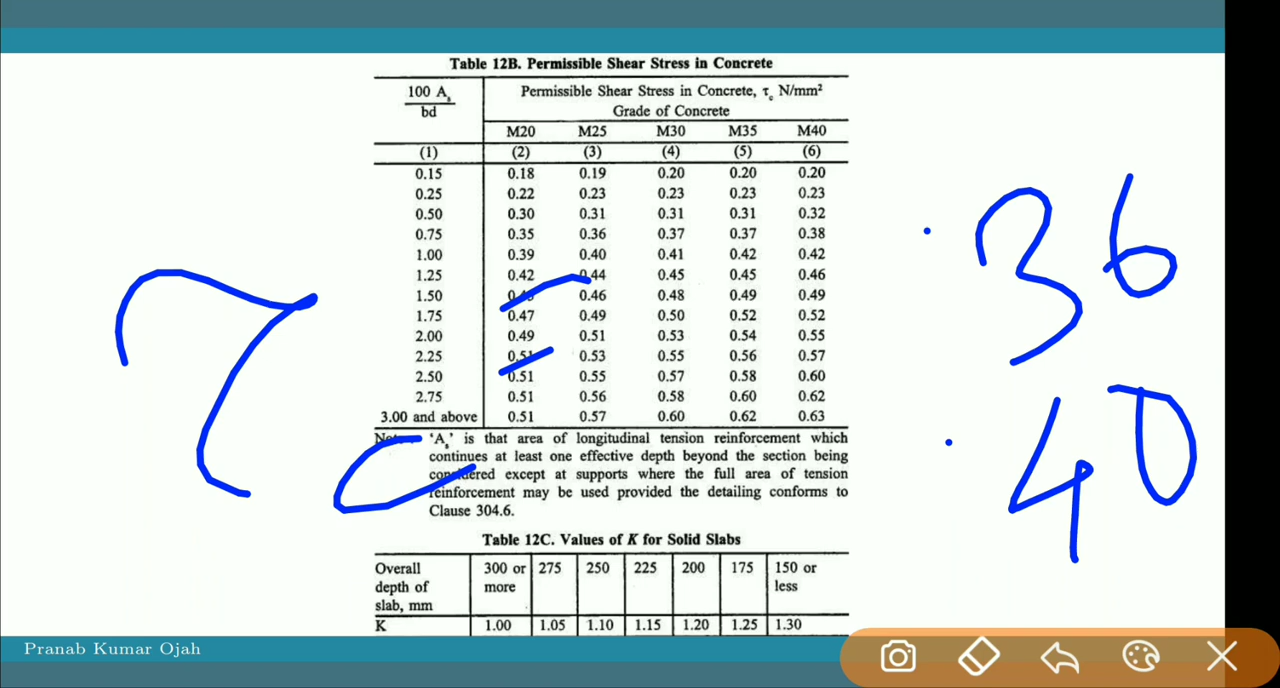 Table 12B. Permissible Shear Stress in Concrete
100 As Permissible Shear Stress in Concrete, τc N/mm²
bd Grade of Concrete
M20 M25 M30 M35 M40
(1) (2) (3) (4) (5) (6)
0.15 0.18 0.19 0.20 0.20 0.20
0.25 0.22 0.23 0.23 0.23 0.23
0.50 0.30 0.31 0.31 0.31 0.32
0.75 0.35 0.36 0.37 0.37 0.38
1.00 0.39 0.40 0.41 0.42 0.42
1.25 0.42 0.44 0.45 0.45 0.46
1.50 0.46 0.48 0.49 0.49
1.75 0.47 0.49 0.50 0.52 0.52
2.00 0.49 0.51 0.53 0.54 0.55
2.25 0.51 0.53 0.55 0.56 0.57
2.50 0.51 0.55 0.57 0.58 0.60
2.75 0.51 0.56 0.58 0.60 0.62
3.00 and above 0.51 0.57 0.60 0.62 0.63
'As' is that area of longitudinal tension reinforcement which
continues at least one effective depth beyond the section being
considered except at supports where the full area of tension
reinforcement may be used provided the detailing conforms to
Clause 304.6.
Table 12C. Values of K for Solid Slabs
Overall 300 or 275 250 225 200 175 150 or
depth of more less
slab, mm
K 1.00 1.05 1.10 1.15 1.20 1.25 1.30
.36
.40
Pranab Kumar Ojah